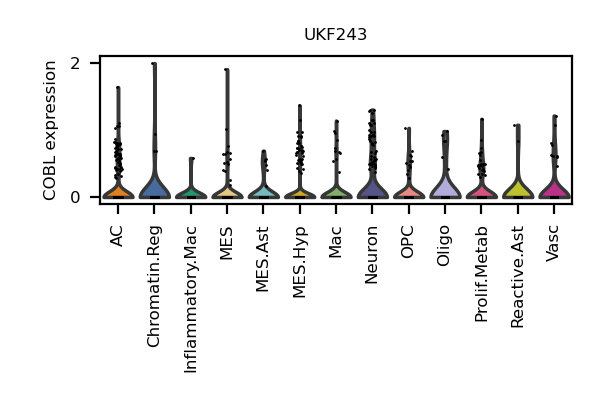 UKF243
COBL expression
2
0
AC
Chromatin.Reg
Inflammatory.Mac
MES
MES.Ast
MES.Hyp
Mac
Neuron
OPC
Oligo
Prolif.Metab
Reactive.Ast
Vasc